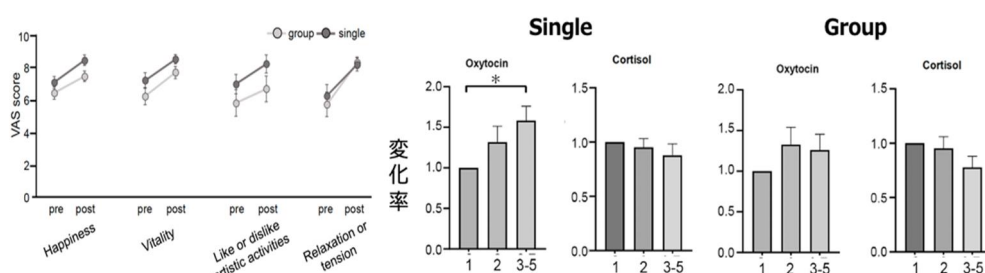 10
8
6
4
2
0
VAS score
group single
pre post
pre post
pre post
pre post
Happiness
Vitality
Like or dislike
rtistic activities
Relaxation or
tension
変化率
Single
Oxytocin
*
2.0
1.5
1.0
0.5
0.0
1 2 3-5
Cortisol
1.5
1.0
0.5
0.0
1 2 3-5
Group
Oxytocin
2.0
1.5
1.0
0.5
0.0
1 2 3-5
Cortisol
1.5
1.0
0.5
0.0
1 2 3-5